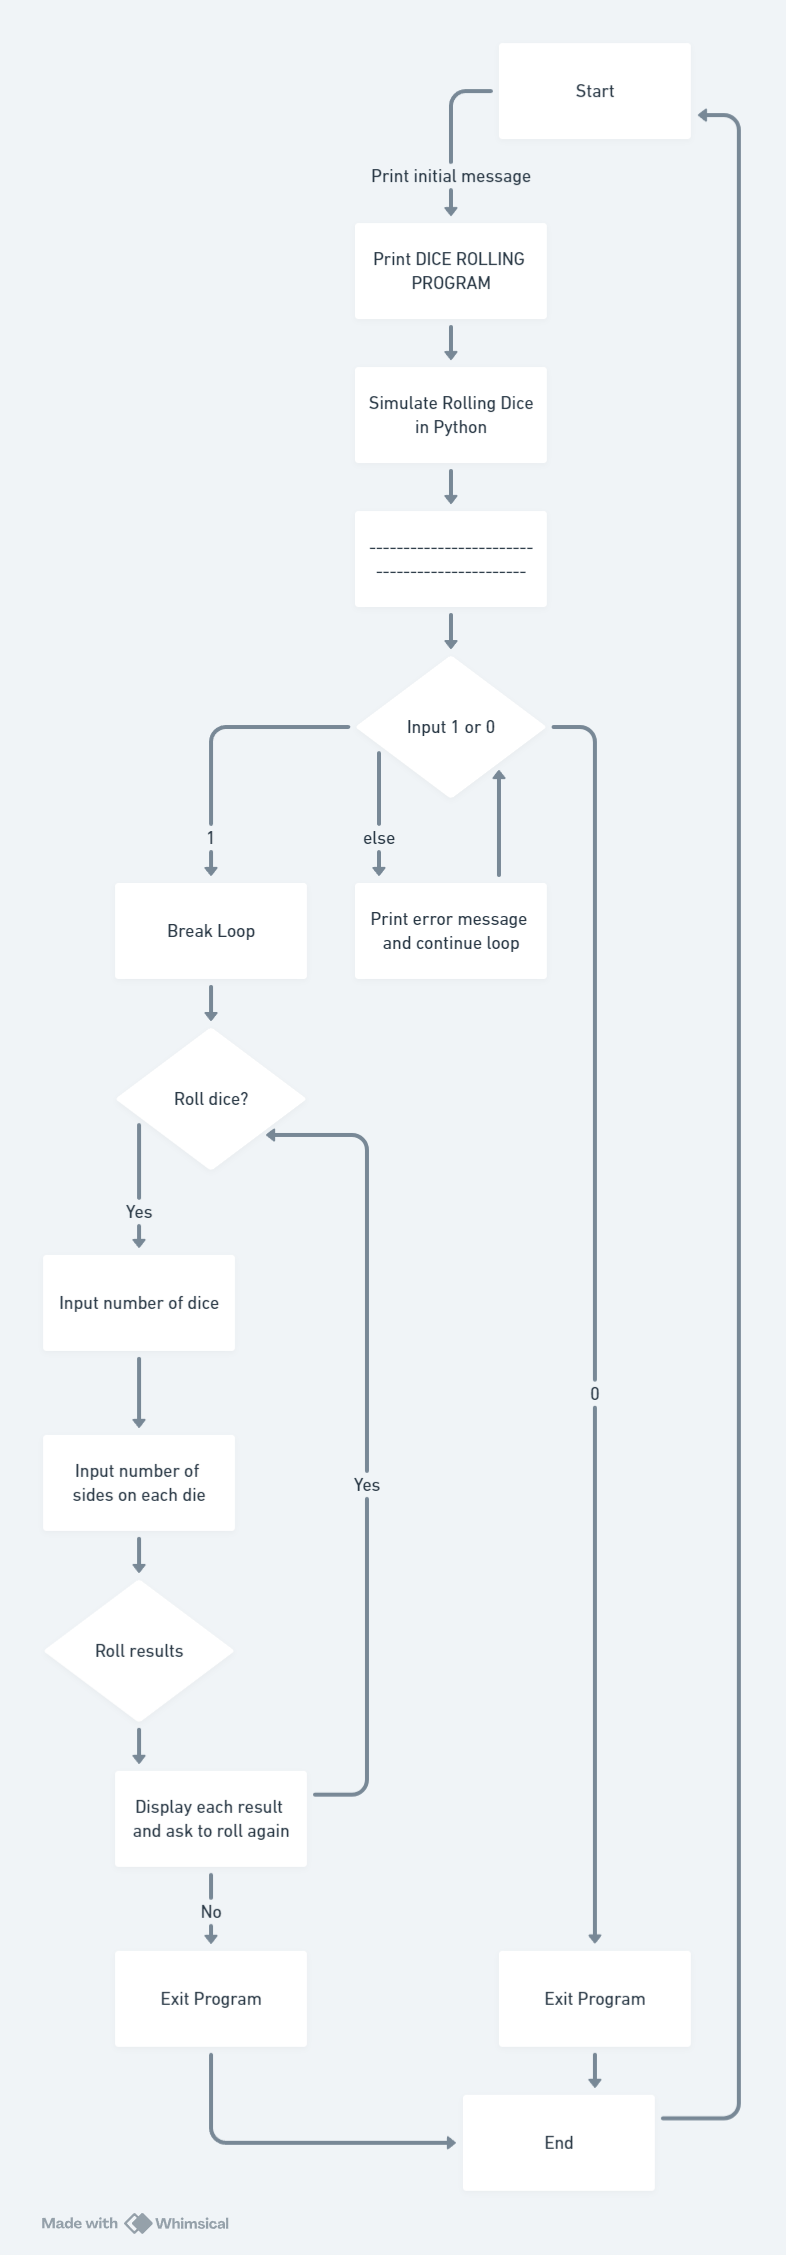 Start
Print initial message
Print DICE ROLLING
PROGRAM
Simulate Rolling Dice
in Python
------------------------
----------------------
Input 1 or 0
1
else
Break Loop
Print error message
and continue loop
Roll dice?
Yes
Input number of dice
0
Input number of
sides on each die
Yes
Roll results
Display each result
and ask to roll again
No
Exit Program
Exit Program
End
Made with Whimsical